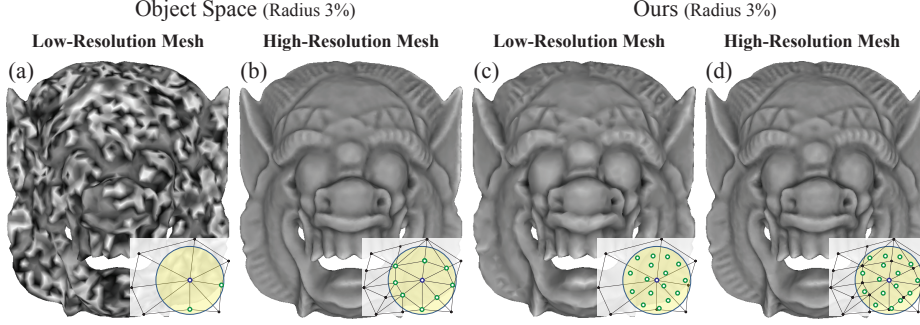 Object Space (Radius 3%)
Ours (Radius 3%)
Low-Resolution Mesh
High-Resolution Mesh
Low-Resolution Mesh
High-Resolution Mesh
(a)
(b)
(c)
(d)